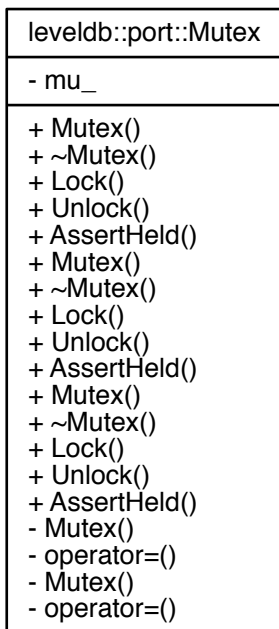 leveldb::port::Mutex
- mu_
+ Mutex()
+ ~Mutex()
+ Lock()
+ Unlock()
+ AssertHeld()
+ Mutex()
+ ~Mutex()
+ Lock()
+ Unlock()
+ AssertHeld()
+ Mutex()
+ ~Mutex()
+ Lock()
+ Unlock()
+ AssertHeld()
- Mutex()
- operator=()
- Mutex()
- operator=()